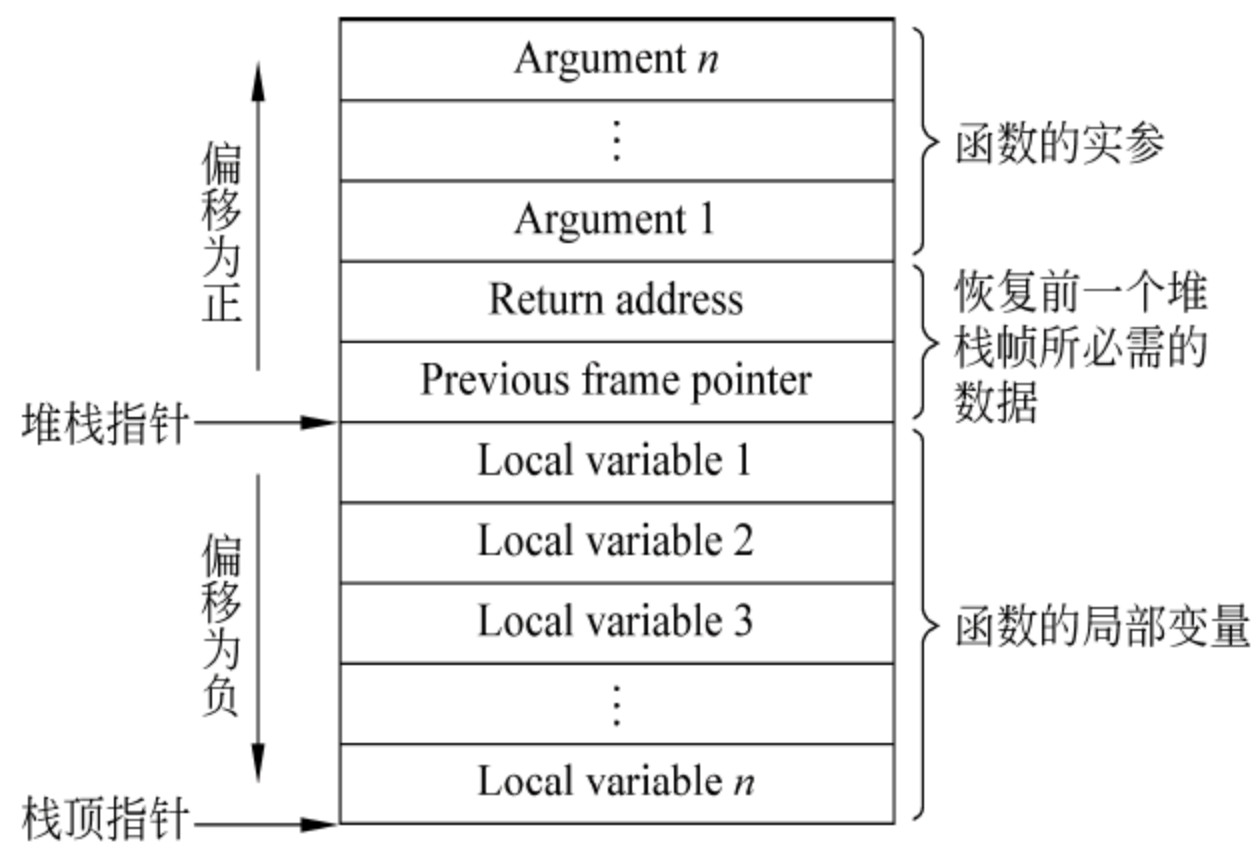 Argument n
⋮
Argument 1
Return address
Previous frame pointer
Local variable 1
Local variable 2
Local variable 3
⋮
Local variable n
偏移为正
堆栈指针
偏移为负
栈顶指针
函数的实参
恢复前一个堆
栈帧所必需的
数据
函数的局部变量